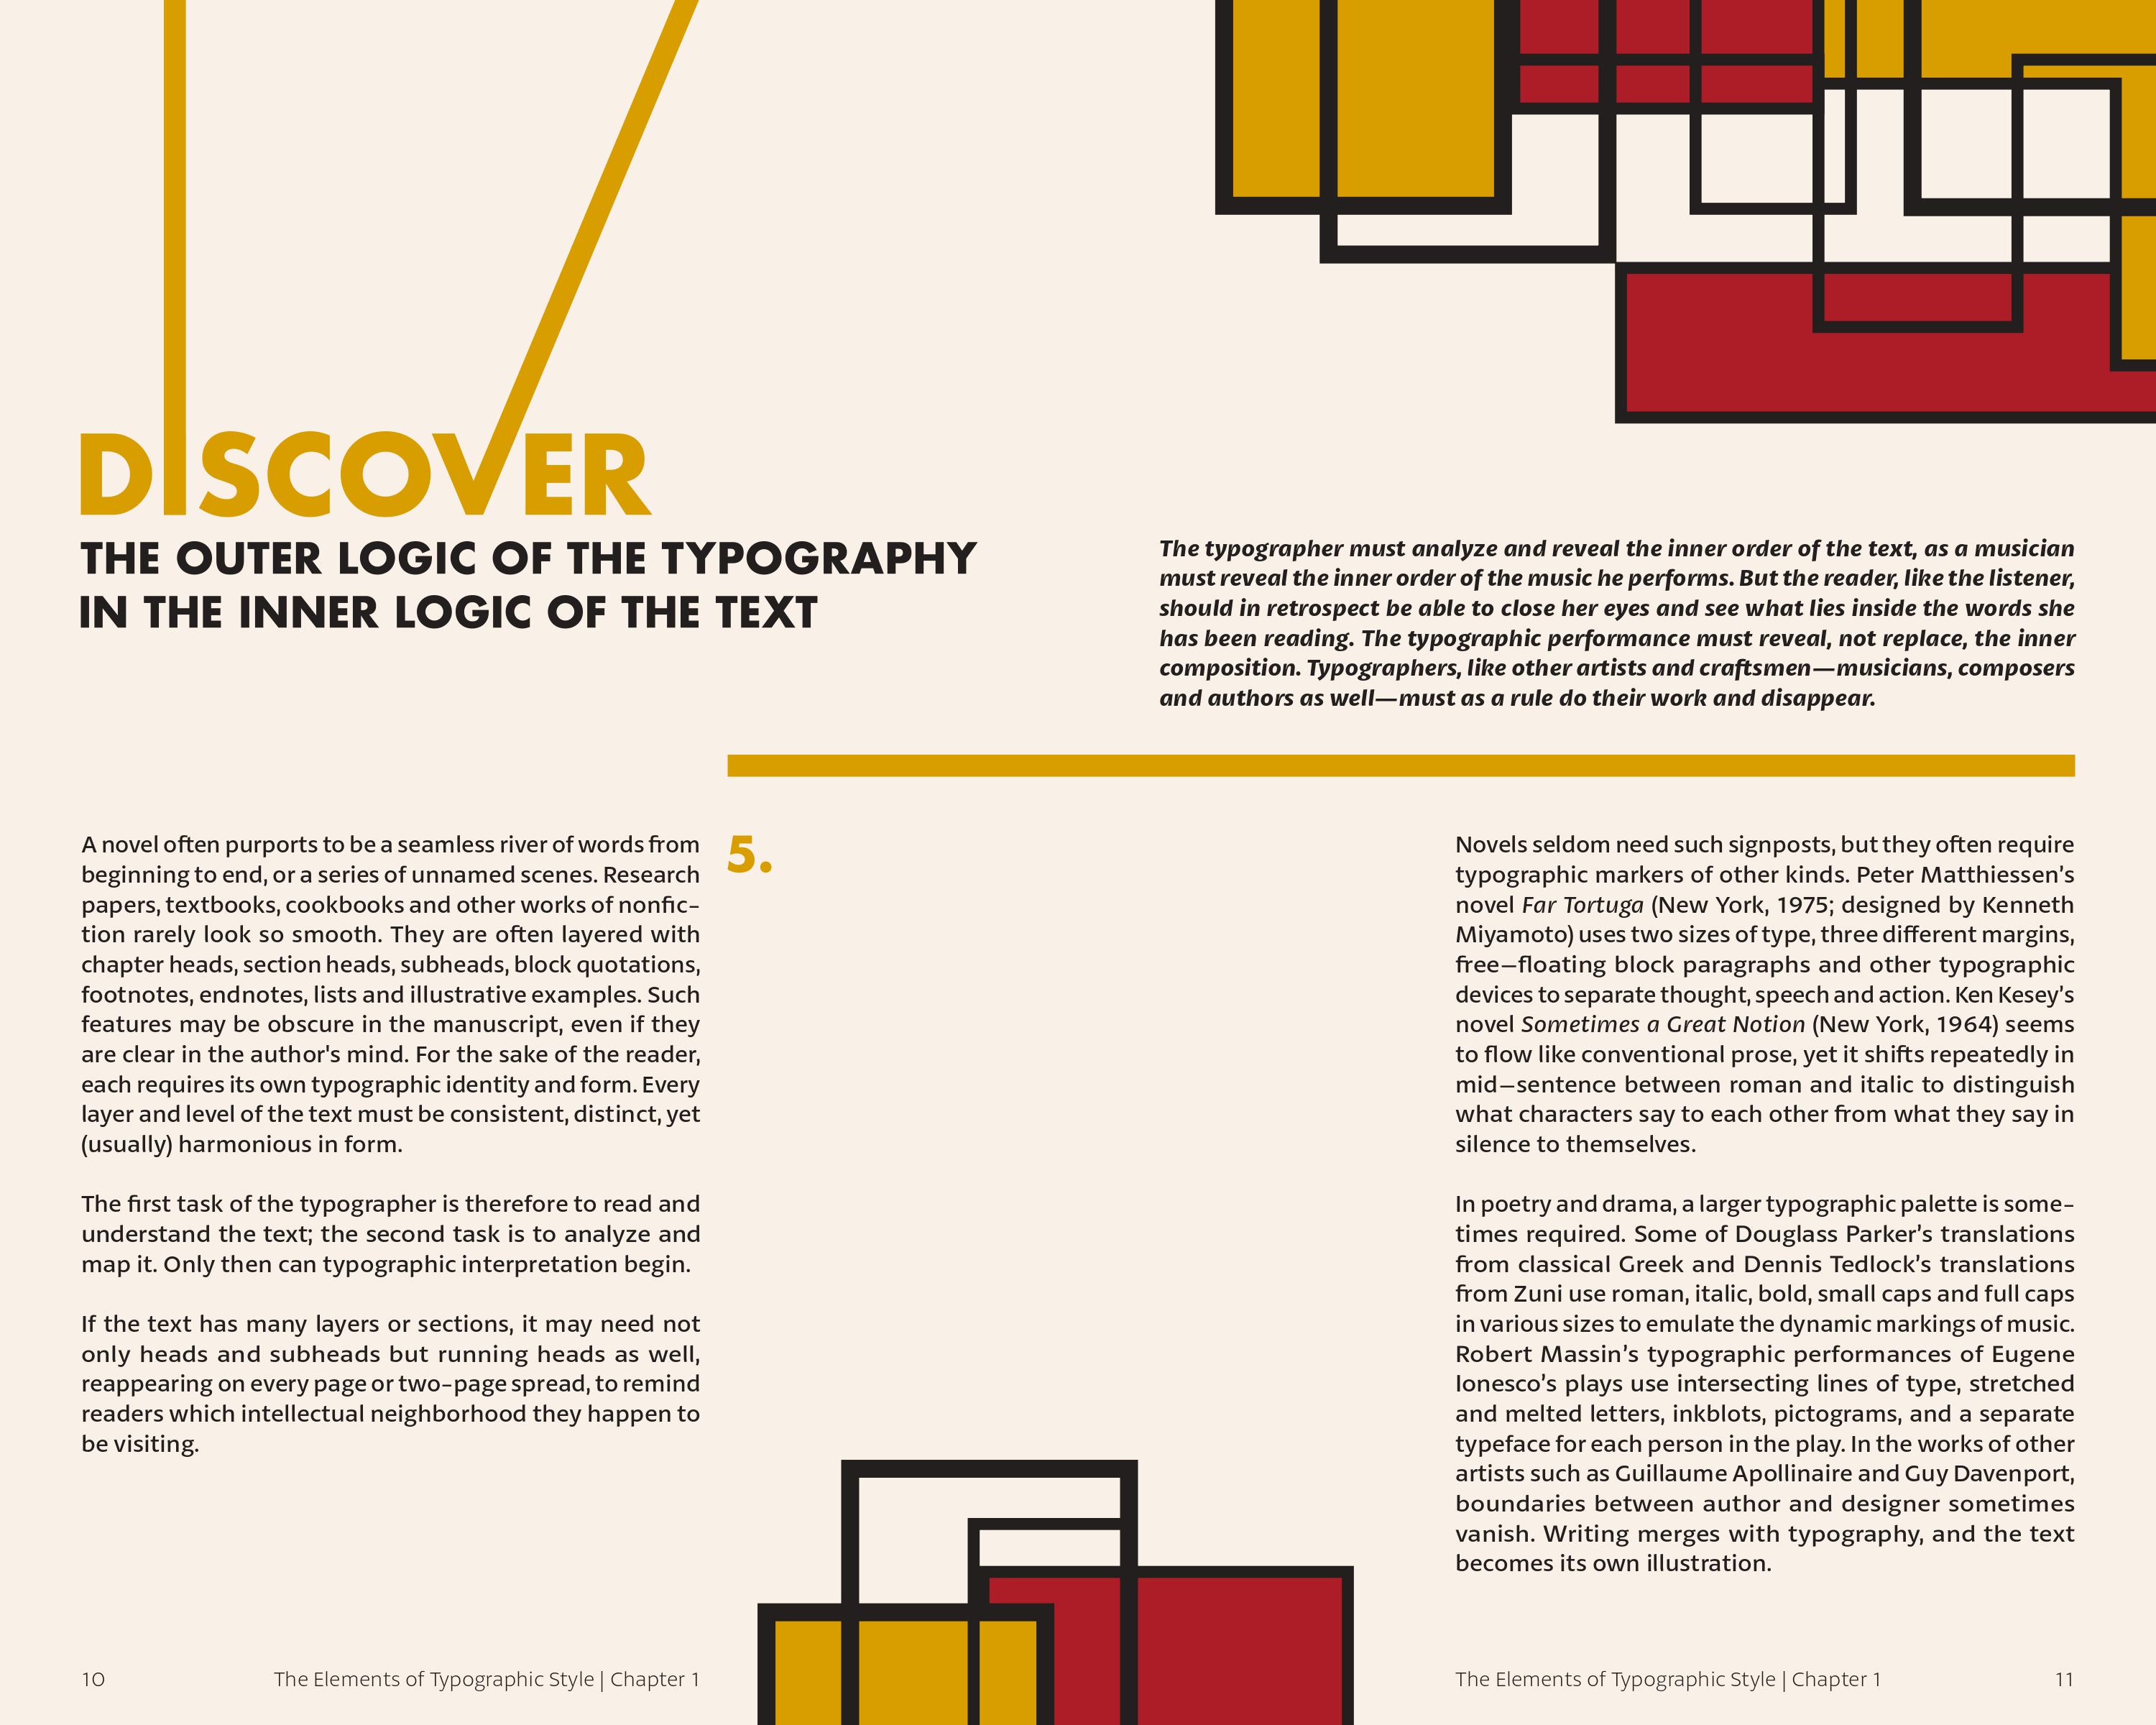 DISCOVER
THE OUTER LOGIC OF THE TYPOGRAPHY
IN THE INNER LOGIC OF THE TEXT
The typographer must analyze and reveal the inner order of the text, as a musician
must reveal the inner order of the music he performs. But the reader, like the listener,
should in retrospect be able to close her eyes and see what lies inside the words she
has been reading. The typographic performance must reveal, not replace, the inner
composition. Typographers, like other artists and craftsmen—musicians, composers
and authors as well—must as a rule do their work and disappear.
A novel often purports to be a seamless river of words from
beginning to end, or a series of unnamed scenes. Research
papers, textbooks, cookbooks and other works of nonfic-
tion rarely look so smooth. They are often layered with
chapter heads, section heads, subheads, block quotations,
footnotes, endnotes, lists and illustrative examples. Such
features may be obscure in the manuscript, even if they
are clear in the author's mind. For the sake of the reader,
each requires its own typographic identity and form. Every
layer and level of the text must be consistent, distinct, yet
(usually) harmonious in form.
The first task of the typographer is therefore to read and
understand the text; the second task is to analyze and
map it. Only then can typographic interpretation begin.
If the text has many layers or sections, it may need not
only heads and subheads but running heads as well,
reappearing on every page or two-page spread, to remind
readers which intellectual neighborhood they happen to
be visiting.
5.
Novels seldom need such signposts, but they often require
typographic markers of other kinds. Peter Matthiessen’s
novel Far Tortuga (New York, 1975; designed by Kenneth
Miyamoto) uses two sizes of type, three different margins,
free–floating block paragraphs and other typographic
devices to separate thought, speech and action. Ken Kesey’s
novel Sometimes a Great Notion (New York, 1964) seems
to flow like conventional prose, yet it shifts repeatedly in
mid–sentence between roman and italic to distinguish
what characters say to each other from what they say in
silence to themselves.
In poetry and drama, a larger typographic palette is some-
times required. Some of Douglass Parker’s translations
from classical Greek and Dennis Tedlock’s translations
from Zuni use roman, italic, bold, small caps and full caps
in various sizes to emulate the dynamic markings of music.
Robert Massin’s typographic performances of Eugene
Ionesco’s plays use intersecting lines of type, stretched
and melted letters, inkblots, pictograms, and a separate
typeface for each person in the play. In the works of other
artists such as Guillaume Apollinaire and Guy Davenport,
boundaries between author and designer sometimes
vanish. Writing merges with typography, and the text
becomes its own illustration.
10
The Elements of Typographic Style | Chapter 1
The Elements of Typographic Style | Chapter 1
11